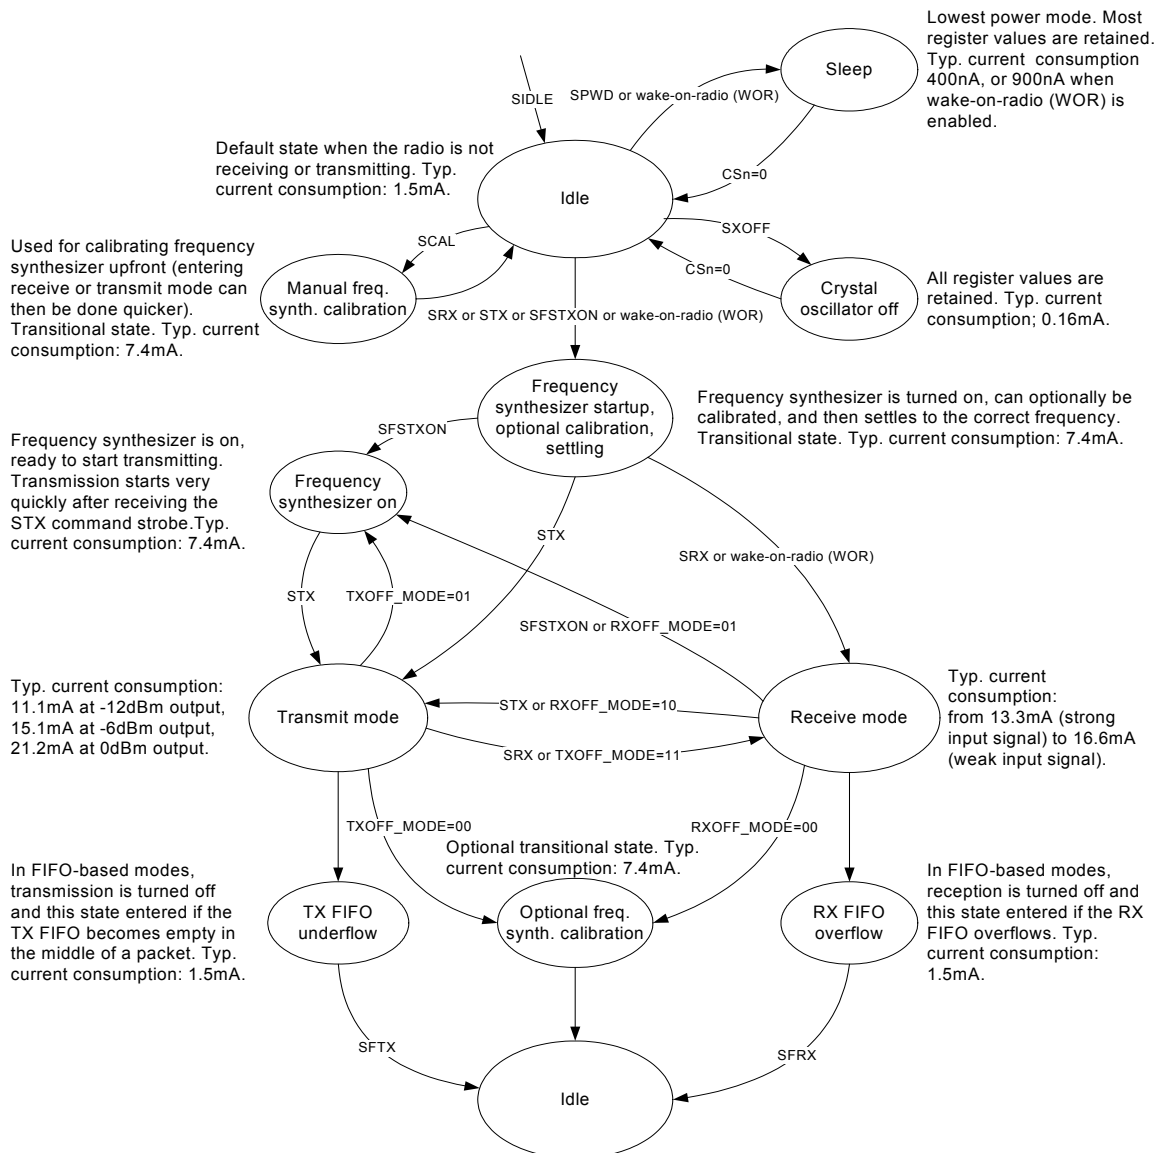 Lowest power mode. Most
register values are retained.
Typ. current consumption
400nA, or 900nA when
wake-on-radio (WOR) is
enabled.
Sleep
SIDLE
SPWD or wake-on-radio (WOR)
Default state when the radio is not
receiving or transmitting. Typ.
current consumption: 1.5mA.
CSn=0
Idle
SXOFF
SCAL
CSn=0
Used for calibrating frequency
synthesizer upfront (entering
receive or transmit mode can
then be done quicker).
Transitional state. Typ. current
consumption: 7.4mA.
Manual freq.
synth. calibration
Crystal
oscillator off
All register values are
retained. Typ. current
consumption; 0.16mA.
SRX or STX or SFSTXON or wake-on-radio (WOR)
Frequency
synthesizer startup,
optional calibration,
settling
Frequency synthesizer is turned on, can optionally be
calibrated, and then settles to the correct frequency.
Transitional state. Typ. current consumption: 7.4mA.
SFSTXON
Frequency synthesizer is on,
ready to start transmitting.
Transmission starts very
quickly after receiving the
STX command strobe.Typ.
current consumption: 7.4mA.
Frequency
synthesizer on
STX
SRX or wake-on-radio (WOR)
STX
TXOFF_MODE=01
SFSTXON or RXOFF_MODE=01
Typ. current consumption:
11.1mA at -12dBm output,
15.1mA at -6dBm output,
21.2mA at 0dBm output.
Transmit mode
STX or RXOFF_MODE=10
SRX or TXOFF_MODE=11
Receive mode
Typ. current
consumption:
from 13.3mA (strong
input signal) to 16.6mA
(weak input signal).
TXOFF_MODE=00
RXOFF_MODE=00
Optional transitional state. Typ.
current consumption: 7.4mA.
In FIFO-based modes,
transmission is turned off
and this state entered if the
TX FIFO becomes empty in
the middle of a packet. Typ.
current consumption: 1.5mA.
TX FIFO
underflow
Optional freq.
synth. calibration
RX FIFO
overflow
In FIFO-based modes,
reception is turned off and
this state entered if the RX
FIFO overflows. Typ.
current consumption:
1.5mA.
SFTX
SFRX
Idle